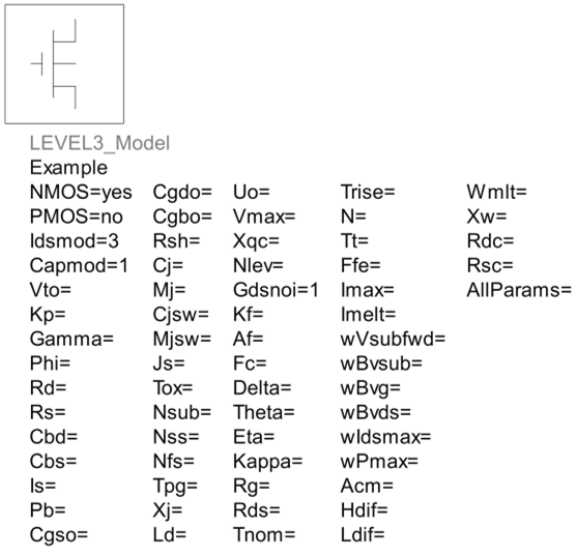 LEVEL3_Model
Example
NMOS=yes Cgdo= Uo= Trise= Wmlt=
PMOS=no Cgbo= Vmax= N= Xw=
Idsmod=3 Rsh= Xqc= Tt= Rdc=
Capmod=1 Cj= Nlev= Ffe= Rsc=
Vto= Mj= Gdsnoi=1 Imax= AllParams=
Kp= Cjsw= Kf= Imelt=
Gamma= Mjsw= Af= wVsubfwd=
Phi= Js= Fc= wBvsub=
Rd= Tox= Delta= wBvg=
Rs= Nsub= Theta= wBvds=
Cbd= Nss= Eta= wIdsmax=
Cbs= Nfs= Kappa= wPmax=
Is= Tpg= Rg= Acm=
Pb= Xj= Rds= Hdif=
Cgso= Ld= Tnom= Ldif=